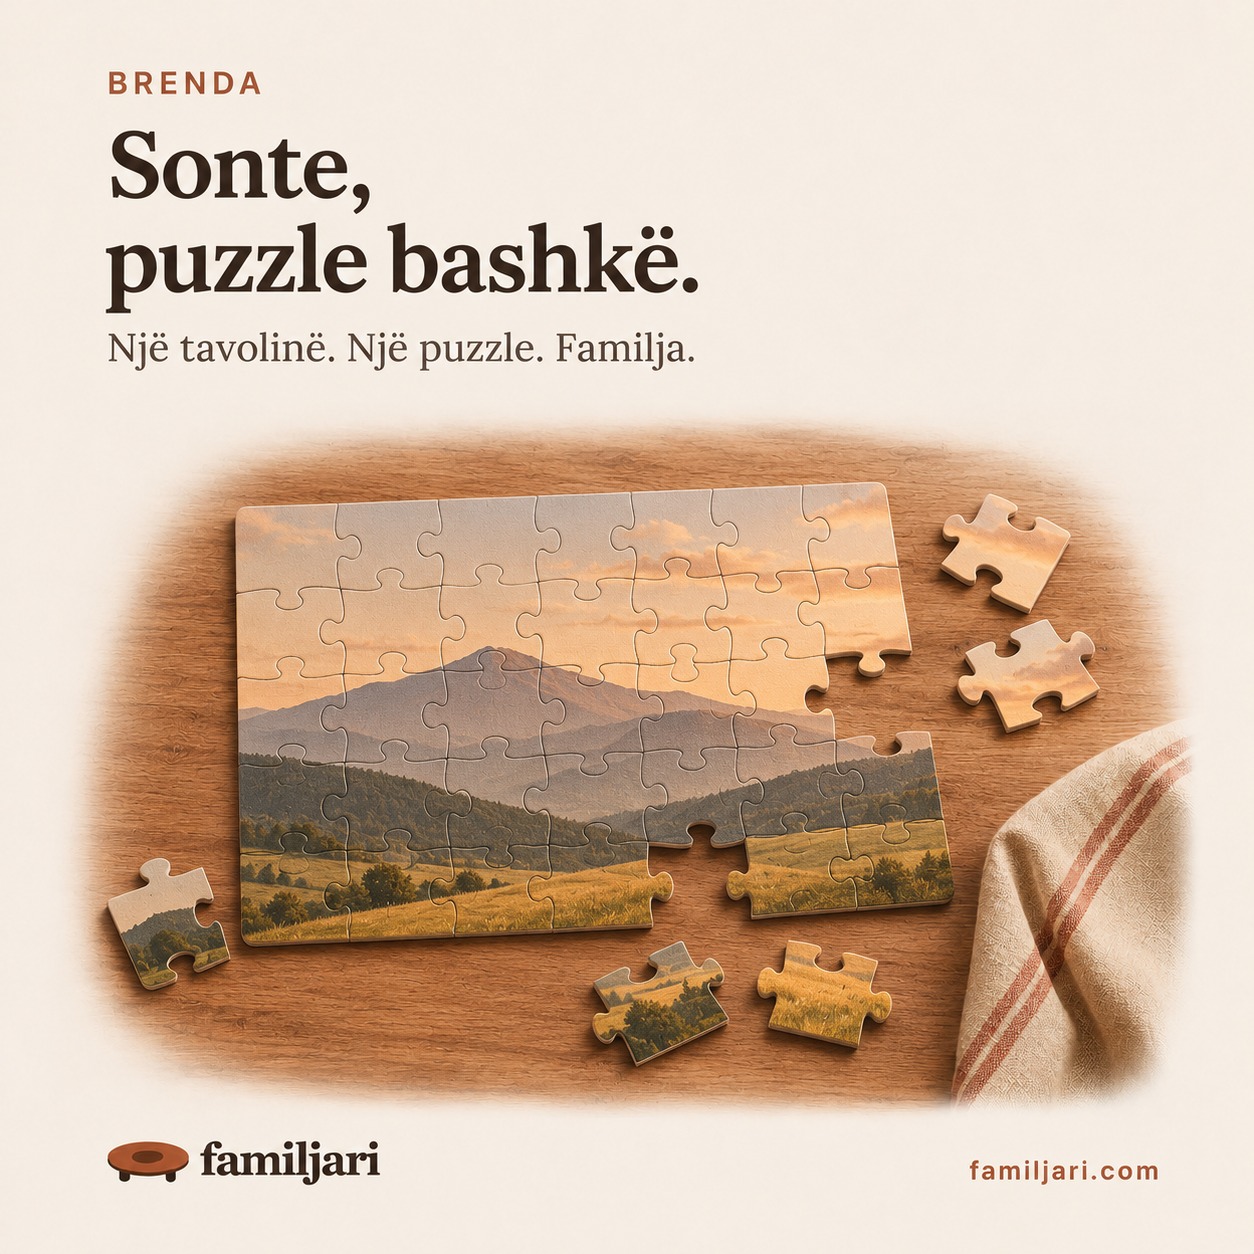 BRENDA
Sonte,
puzzle bashkë.
Një tavolinë. Një puzzle. Familja.
familjari
familjari.com